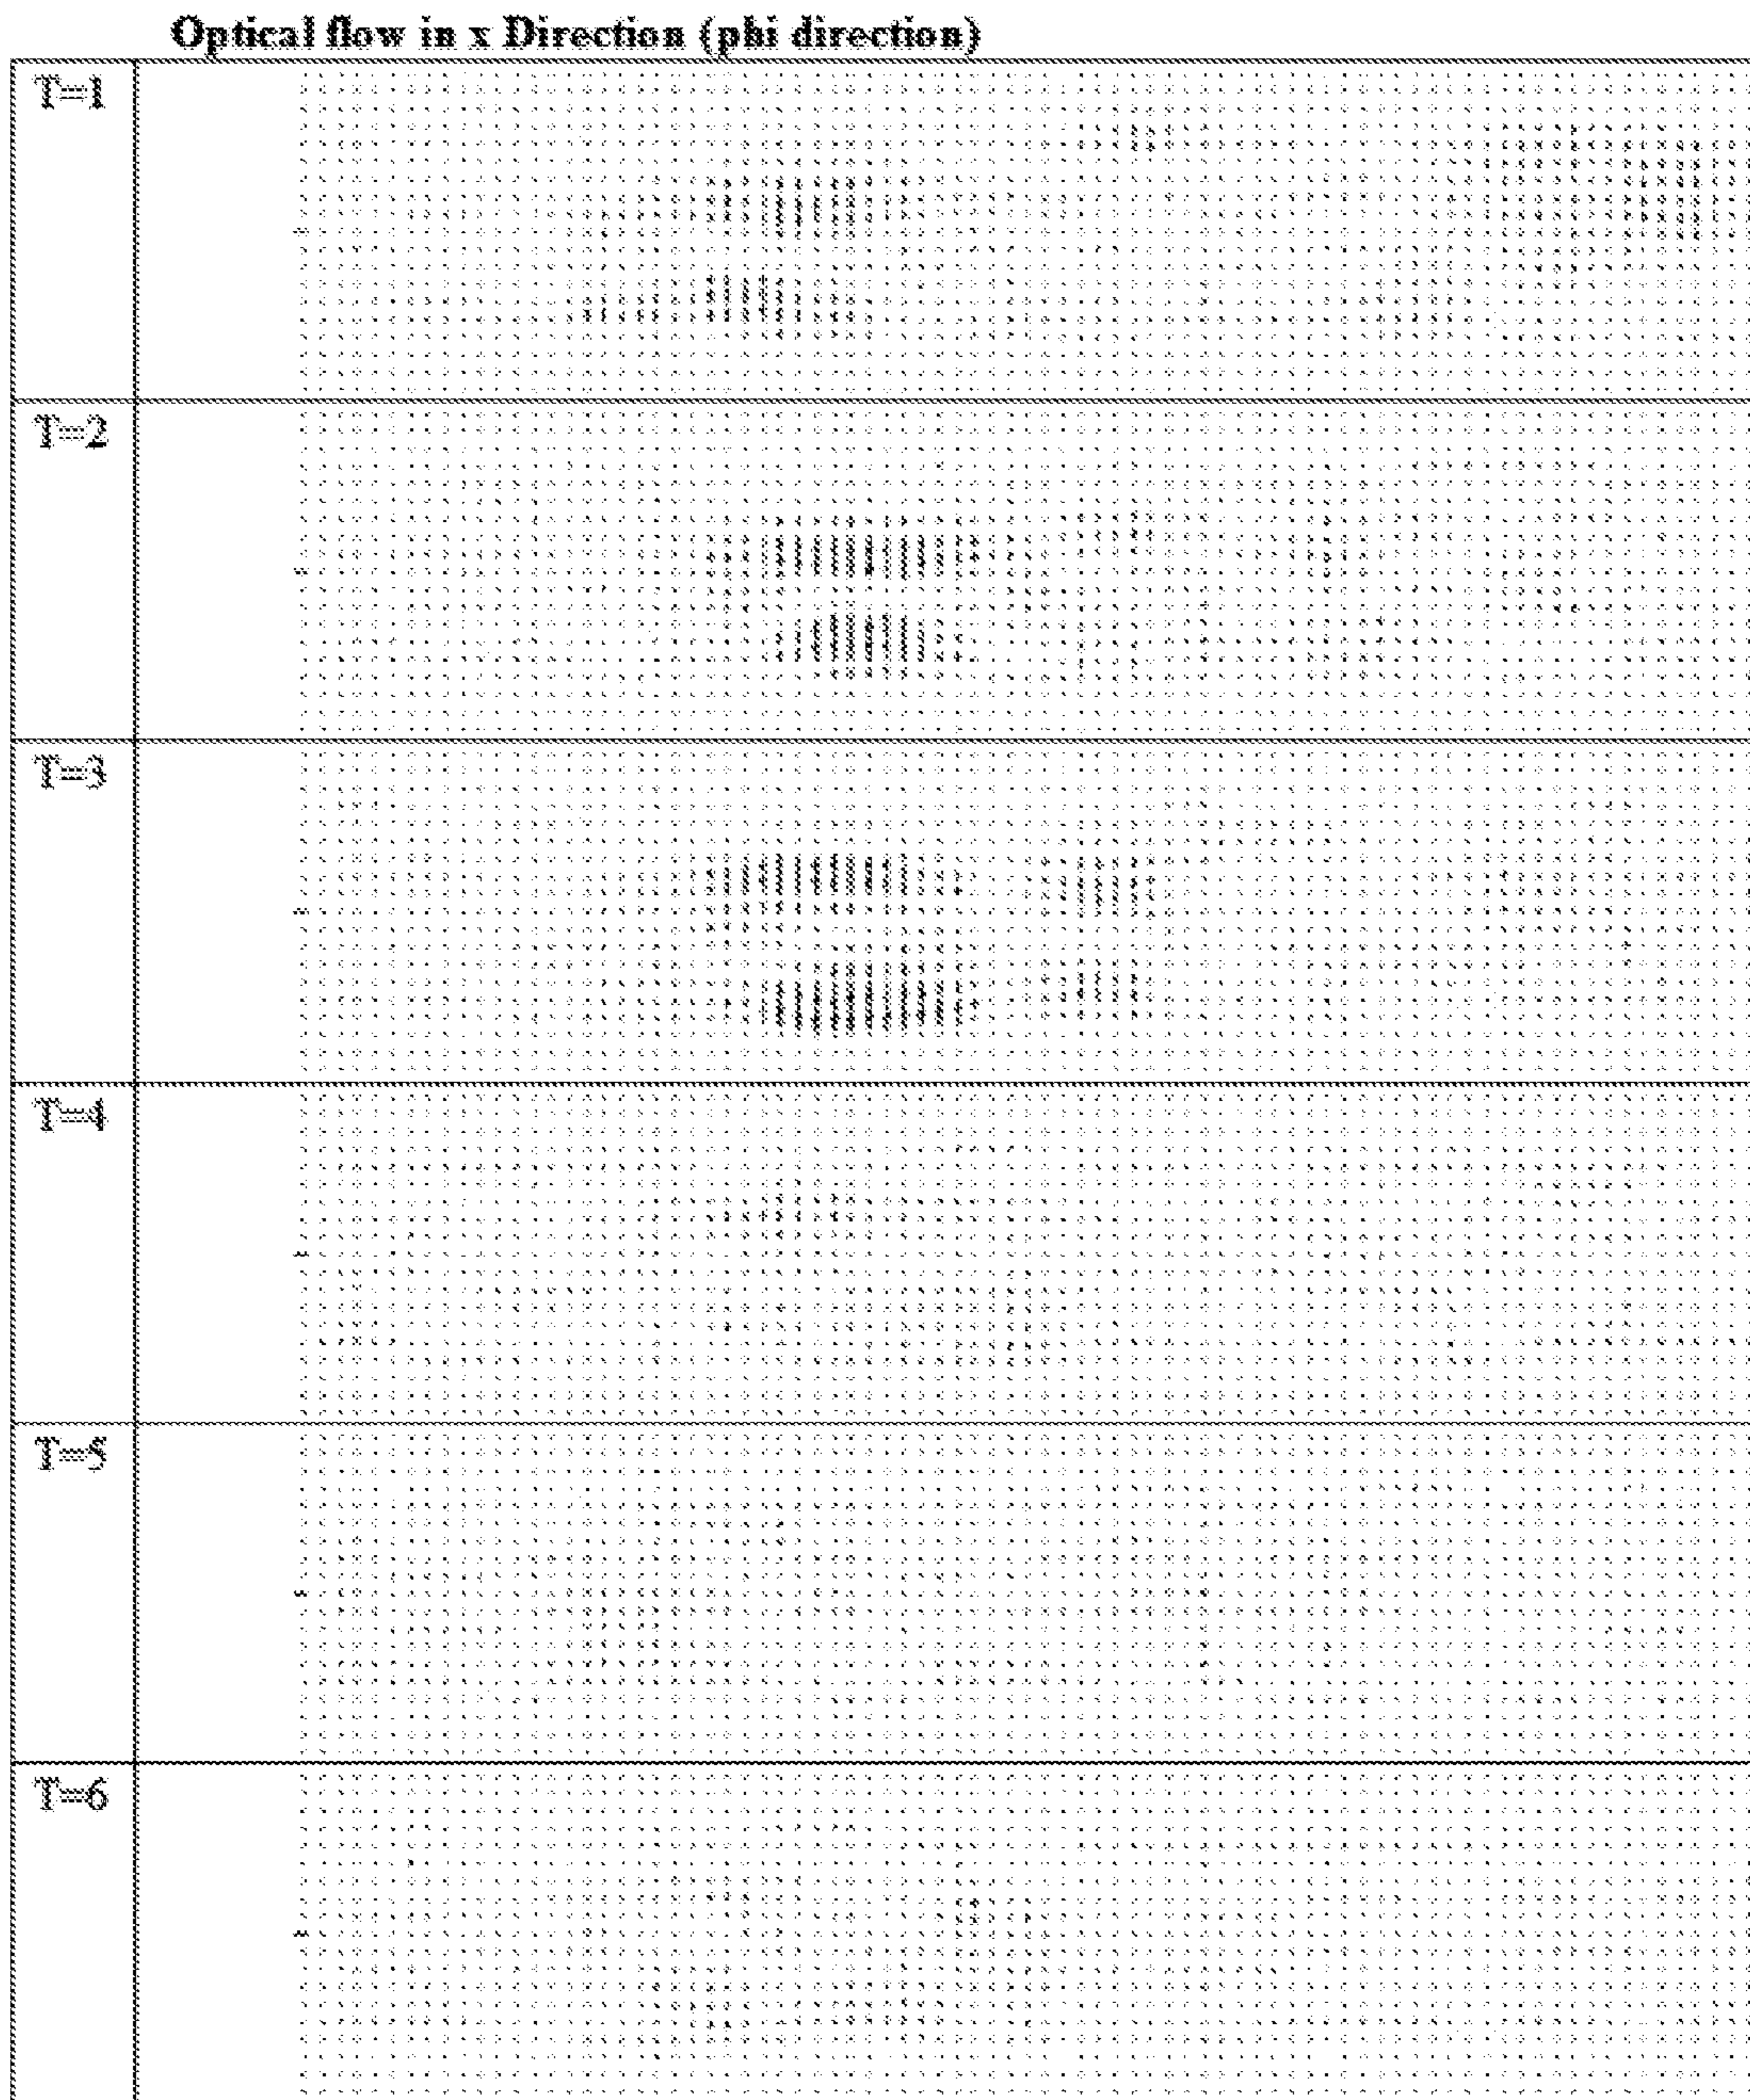 Optical flow in x Direction (phi direction)
T=1
T=2
T=3
T=4
T=5
T=6